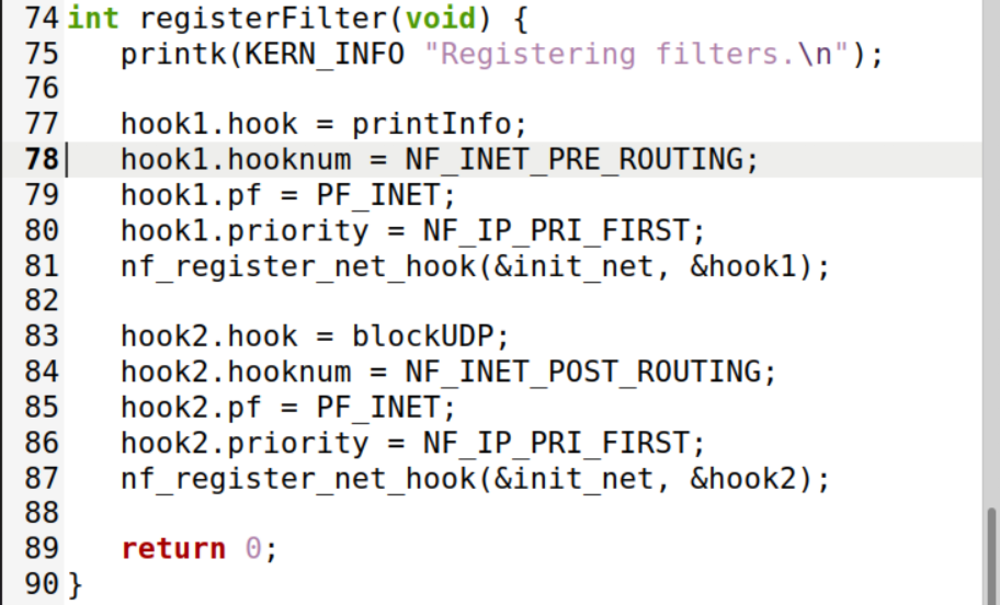 74 int registerFilter(void) {
75    printk(KERN_INFO "Registering filters.\n");
76
77    hook1.hook = printInfo;
78    hook1.hooknum = NF_INET_PRE_ROUTING;
79    hook1.pf = PF_INET;
80    hook1.priority = NF_IP_PRI_FIRST;
81    nf_register_net_hook(&init_net, &hook1);
82
83    hook2.hook = blockUDP;
84    hook2.hooknum = NF_INET_POST_ROUTING;
85    hook2.pf = PF_INET;
86    hook2.priority = NF_IP_PRI_FIRST;
87    nf_register_net_hook(&init_net, &hook2);
88
89    return 0;
90 }